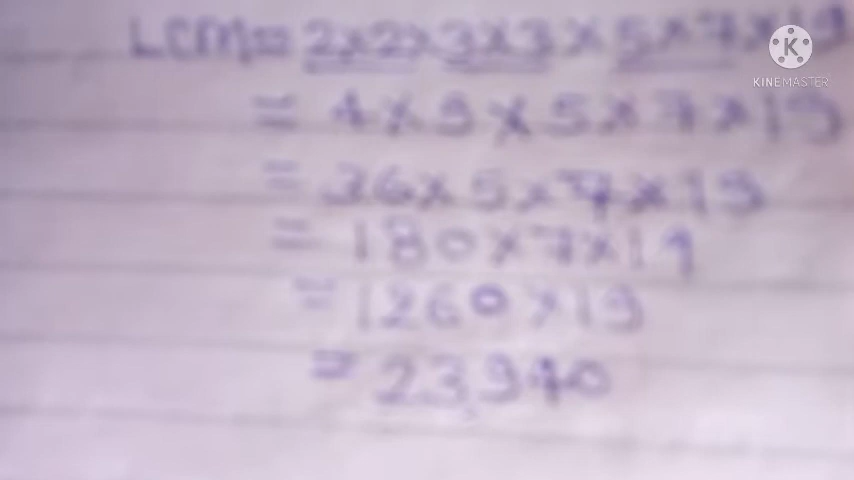 LCM = 2×2×3×3×5×7×19
= 4×9×5×7×19
= 36×5×7×19
= 180×7×19
= 1260×19
= 23,940
K
KINEMASTER